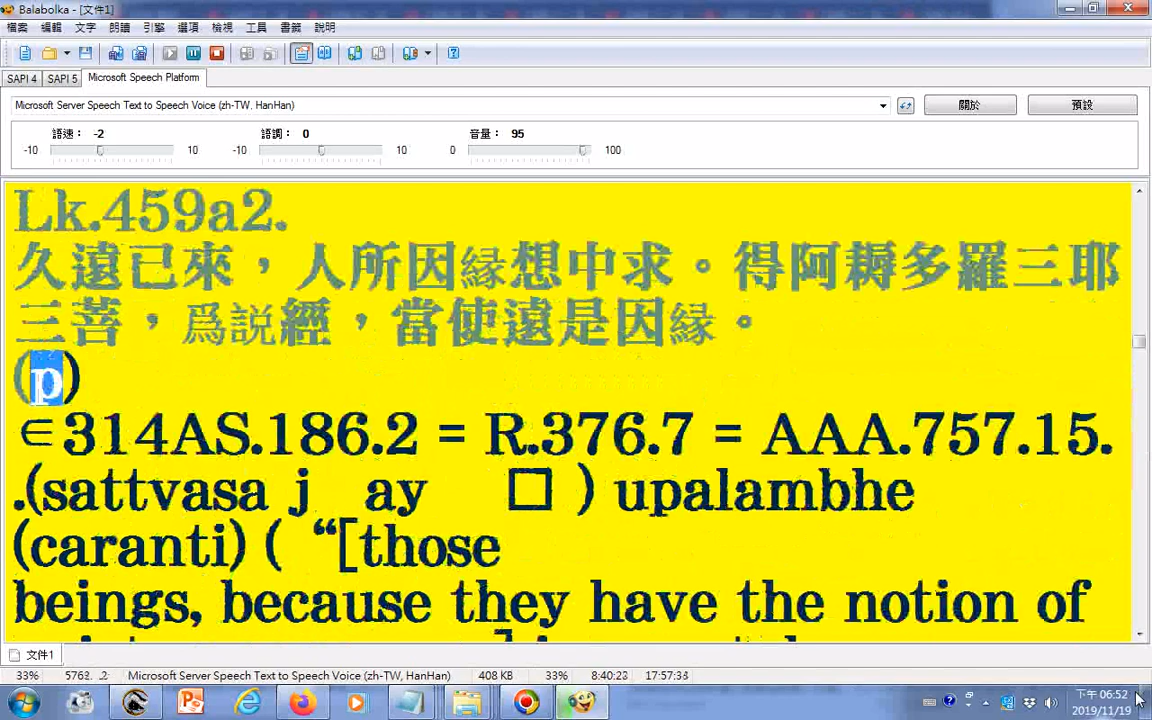 Balabolka - [文件1]
檔案 編輯 文字 朗讀 引擎 選項 檢視 工具 書籤 說明
SAPI 4 SAPI 5 Microsoft Speech Platform
Microsoft Server Speech Text to Speech Voice (zh-TW, HanHan) 關於 預設
語速: -2 語調: 0 音量: 95
-10 10 -10 10 0 100
Lk.459a2.
久遠已來，人所因縁想中求。得阿耨多羅三耶
三菩，爲説經，當使遠是因縁。
(p)
∈314AS.186.2 = R.376.7 = AAA.757.15.
.(sattvasa j ay □ ) upalambhe
(caranti) ( “[those
beings, because they have the notion of
文件1
33% 5762. .2: Microsoft Server Speech Text to Speech Voice (zh-TW, HanHan) 408 KB 33% 8:40:23 17:57:33
下午 06:52
2019/11/19